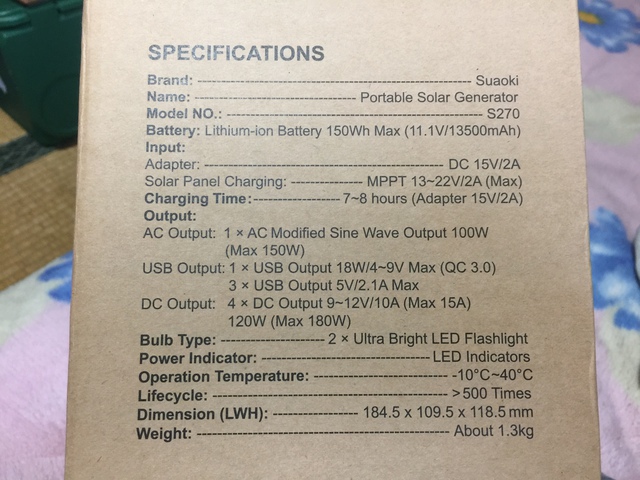 SPECIFICATIONS
Brand: ------------------------------------------------ Suaoki
Name: ------------------------ Portable Solar Generator
Model NO.: --------------------------------------------- S270
Battery: Lithium-ion Battery 150Wh Max (11.1V/13500mAh)
Input:
Adapter: ------------------------------------------ DC 15V/2A
Solar Panel Charging: --------------- MPPT 13~22V/2A (Max)
Charging Time:---------------- 7~8 hours (Adapter 15V/2A)
Output:
AC Output: 1 × AC Modified Sine Wave Output 100W
(Max 150W)
USB Output: 1 × USB Output 18W/4~9V Max (QC 3.0)
3 × USB Output 5V/2.1A Max
DC Output: 4 × DC Output 9~12V/10A (Max 15A)
120W (Max 180W)
Bulb Type: ------------------- 2 × Ultra Bright LED Flashlight
Power Indicator: ------------------------------- LED Indicators
Operation Temperature: ------------------------ -10°C~40°C
Lifecycle: ------------------------------------------ >500 Times
Dimension (LWH): ---------------- 184.5 x 109.5 x 118.5 mm
Weight: --------------------------------------------- About 1.3kg